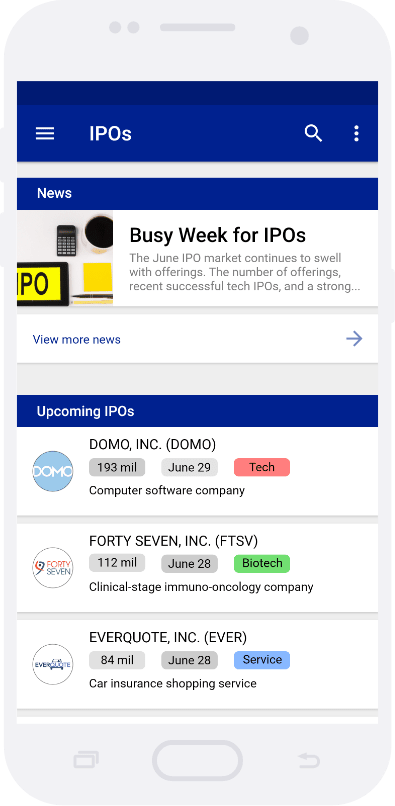 IPOs
News
IPO
Busy Week for IPOs
The June IPO market continues to swell
with offerings. The number of offerings,
recent successful tech IPOs, and a strong...
View more news
Upcoming IPOs
DOMO, INC. (DOMO)
DOMO
193 mil June 29 Tech
Computer software company
FORTY SEVEN, INC. (FTSV)
FORTY
SEVEN
112 mil June 28 Biotech
Clinical-stage immuno-oncology company
EVERQUOTE, INC. (EVER)
EVERQUOTE
84 mil June 28 Service
Car insurance shopping service